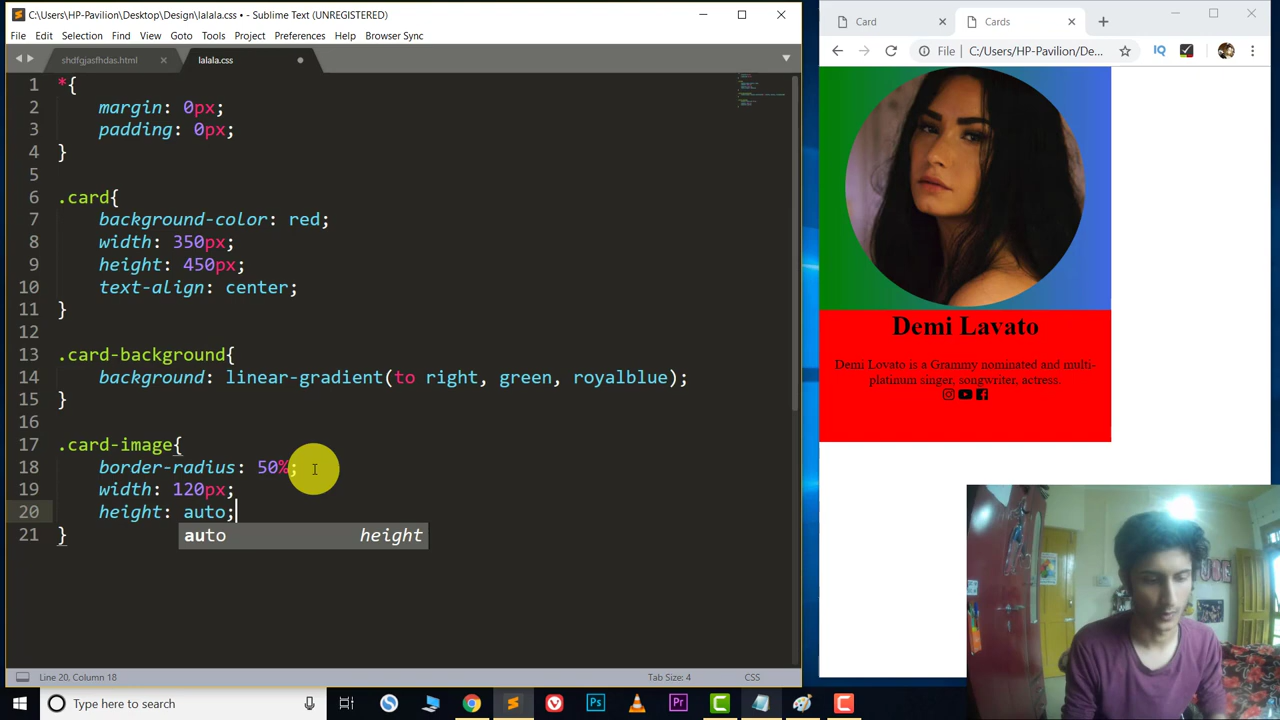 C:\Users\HP-Pavilion\Desktop\Design\lalala.css • - Sublime Text (UNREGISTERED)
File Edit Selection Find View Goto Tools Project Preferences Help Browser Sync
shdfgjasfhdas.html
lalala.css
1 *{
2 margin: 0px;
3 padding: 0px;
4 }
5
6 .card{
7 background-color: red;
8 width: 350px;
9 height: 450px;
10 text-align: center;
11 }
12
13 .card-background{
14 background: linear-gradient(to right, green, royalblue);
15 }
16
17 .card-image{
18 border-radius: 50%;
19 width: 120px;
20 height: auto;
21 }
auto height
Line 20, Column 18
Tab Size: 4
CSS
Card
Cards
File
C:/Users/HP-Pavilion/De...
IQ
Demi Lavato
Demi Lovato is a Grammy nominated and multi-
platinum singer, songwriter, actress.
Type here to search
Ps
Pr